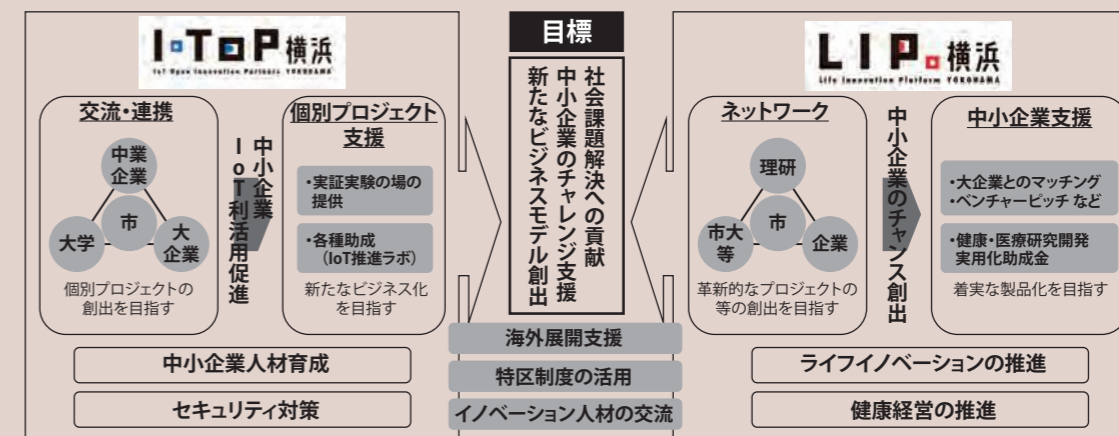 I・TOP横浜
IoT Open Innovation Partners YOKOHAMA
交流・連携
中業
企業
市
大学
大
企業
個別プロジェクトの
創出を目指す
中小企業
IoT利活用促進
個別プロジェクト
支援
・実証実験の場の
提供
・各種助成
（IoT推進ラボ）
新たなビジネス化
を目指す
中小企業人材育成
セキュリティ対策
目標
社会課題解決への貢献
中小企業のチャレンジ支援
新たなビジネスモデル創出
海外展開支援
特区制度の活用
イノベーション人材の交流
LIP.横浜
Life Innovation Platform YOKOHAMA
ネットワーク
理研
市
市大
等
企業
革新的なプロジェクトの
等の創出を目指す
中小企業のチャンス創出
中小企業支援
・大企業とのマッチング
・ベンチャーピッチ など
・健康・医療研究開発
実用化助成金
着実な製品化を目指す
ライフイノベーションの推進
健康経営の推進